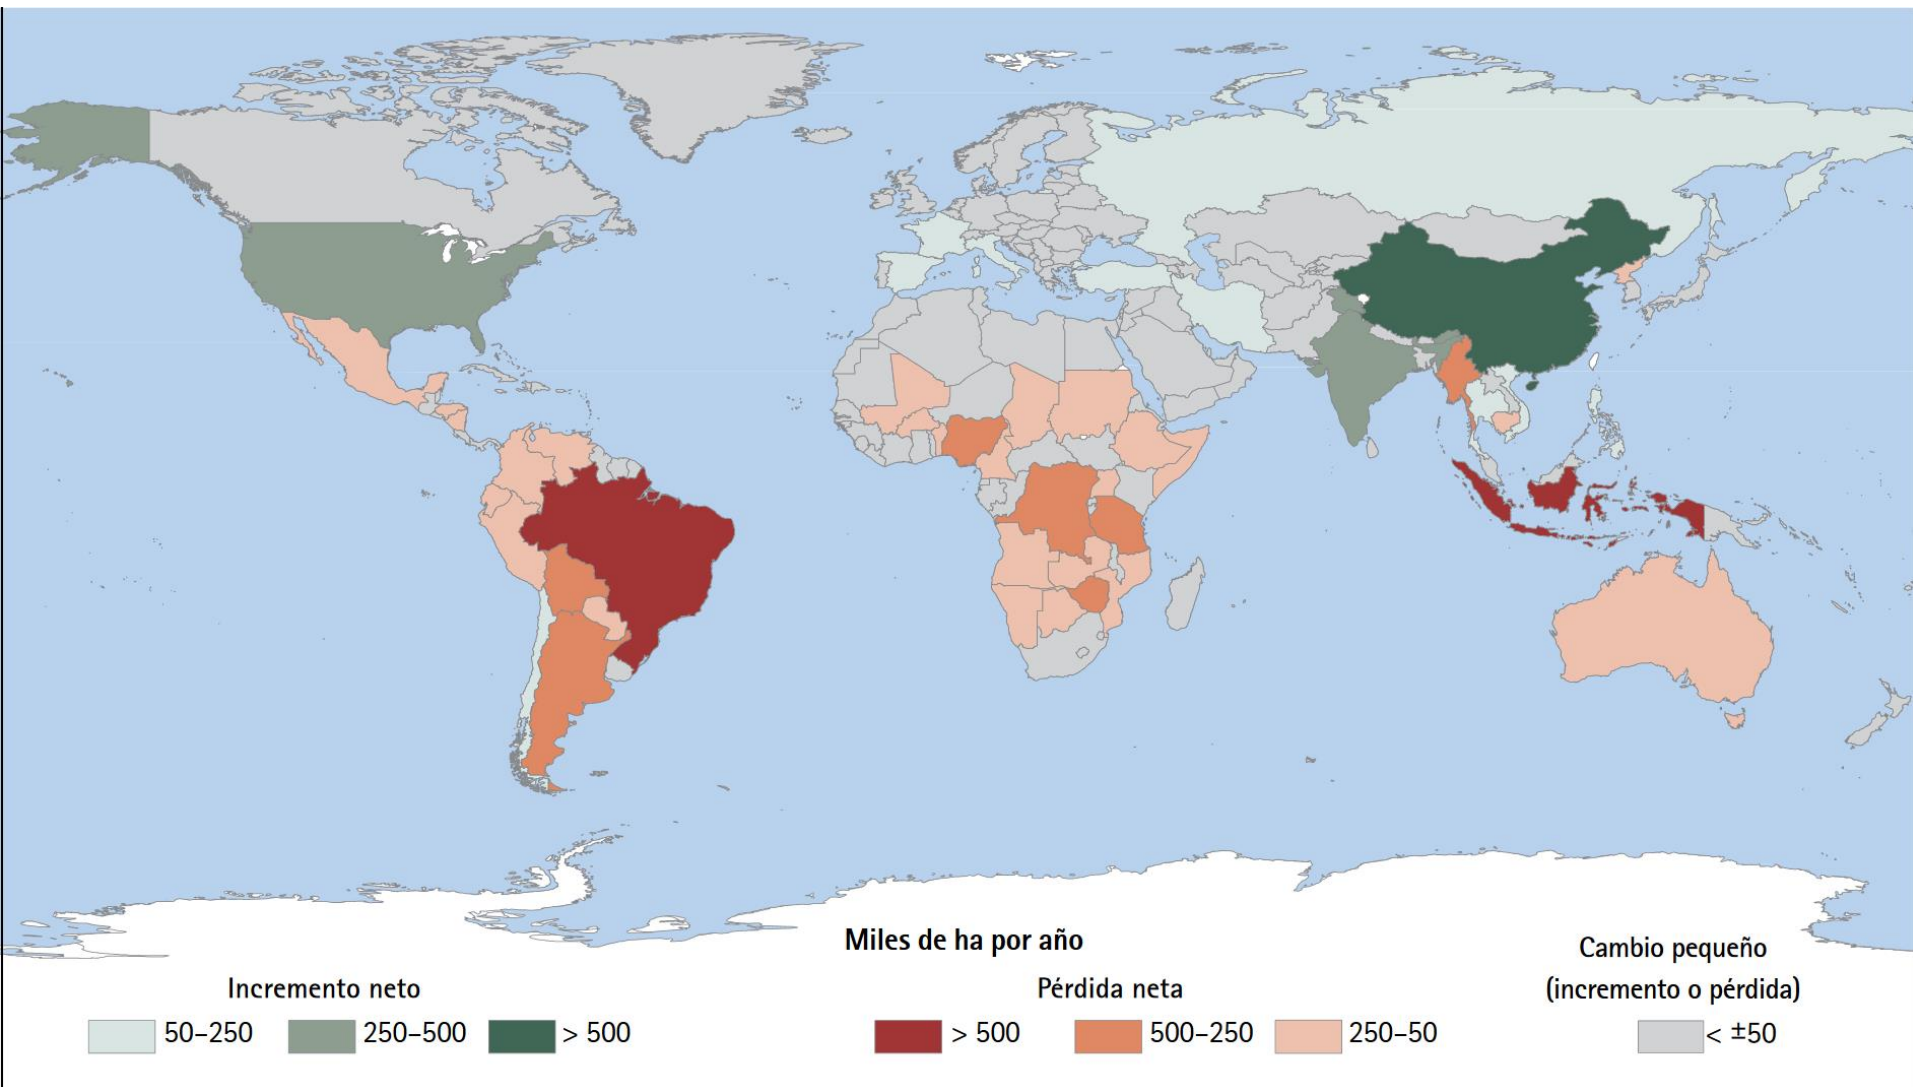 Miles de ha por año
Incremento neto
50–250
250–500
> 500
Pérdida neta
> 500
500–250
250–50
Cambio pequeño
(incremento o pérdida)
< ±50